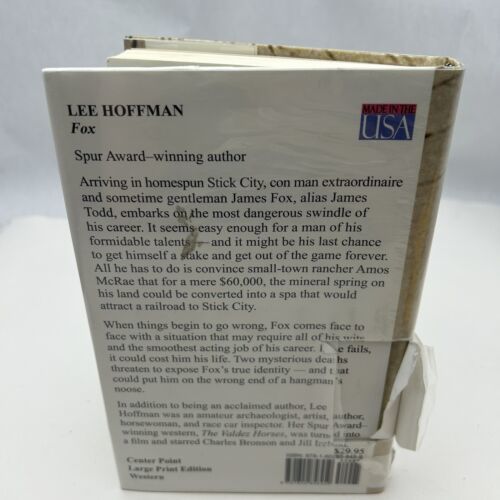 LEE HOFFMAN
Fox
MADE IN THE
USA
Spur Award–winning author
Arriving in homespun Stick City, con man extraordinaire
and sometime gentleman James Fox, alias James
Todd, embarks on the most dangerous swindle of
his career. It seems easy enough for a man of his
formidable talents — and it might be his last chance
to get himself a stake and get out of the game forever.
All he has to do is convince small-town rancher Amos
McRae that for a mere $60,000, the mineral spring on
his land could be converted into a spa that would
attract a railroad to Stick City.
When things begin to go wrong, Fox comes face to
face with a situation that may require all of his
and the smoothest acting job of his career. fails,
it could cost him his life. Two mysterious deaths
threaten to expose Fox's true identity — and that
could put him on the wrong end of a hangman's
noose.
In addition to being an acclaimed author, Lee
Hoffman was an amateur archaeologist, artist, author,
horsewoman, and race car inspector. Her Spur Award–
winning western, The Valdez Horses, was turned into
a film and starred Charles Bronson and Jill
$29.95
Center Point
Large Print Edition
Western